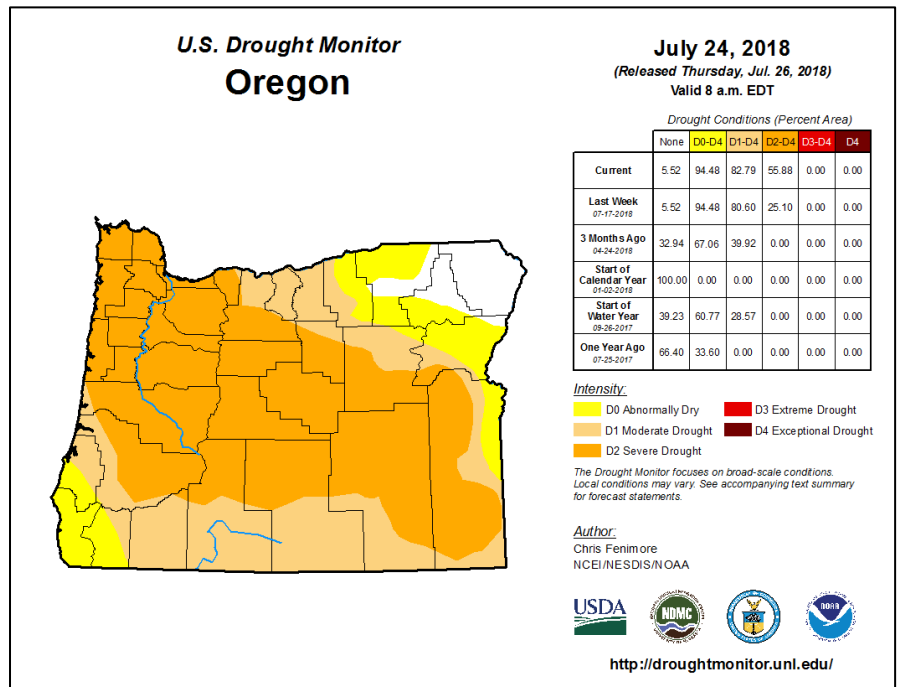 U.S. Drought Monitor
Oregon
July 24, 2018
(Released Thursday, Jul. 26, 2018)
Valid 8 a.m. EDT
Drought Conditions (Percent Area)
None D0-D4 D1-D4 D2-D4 D3-D4 D4
Current 5.52 94.48 82.79 55.88 0.00 0.00
Last Week
07-17-2018
5.52 94.48 80.60 25.10 0.00 0.00
3 Months Ago
04-24-2018
32.94 67.06 39.92 0.00 0.00 0.00
Start of
Calendar Year
01-02-2018
100.00 0.00 0.00 0.00 0.00 0.00
Start of
Water Year
09-26-2017
39.23 60.77 28.57 0.00 0.00 0.00
One Year Ago
07-25-2017
66.40 33.60 0.00 0.00 0.00 0.00
Intensity:
D0 Abnormally Dry
D1 Moderate Drought
D2 Severe Drought
D3 Extreme Drought
D4 Exceptional Drought
The Drought Monitor focuses on broad-scale conditions.
Local conditions may vary. See accompanying text summary
for forecast statements.
Author:
Chris Fenimore
NCEI/NESDIS/NOAA
USDA
NDMC
NOAA
http://droughtmonitor.unl.edu/